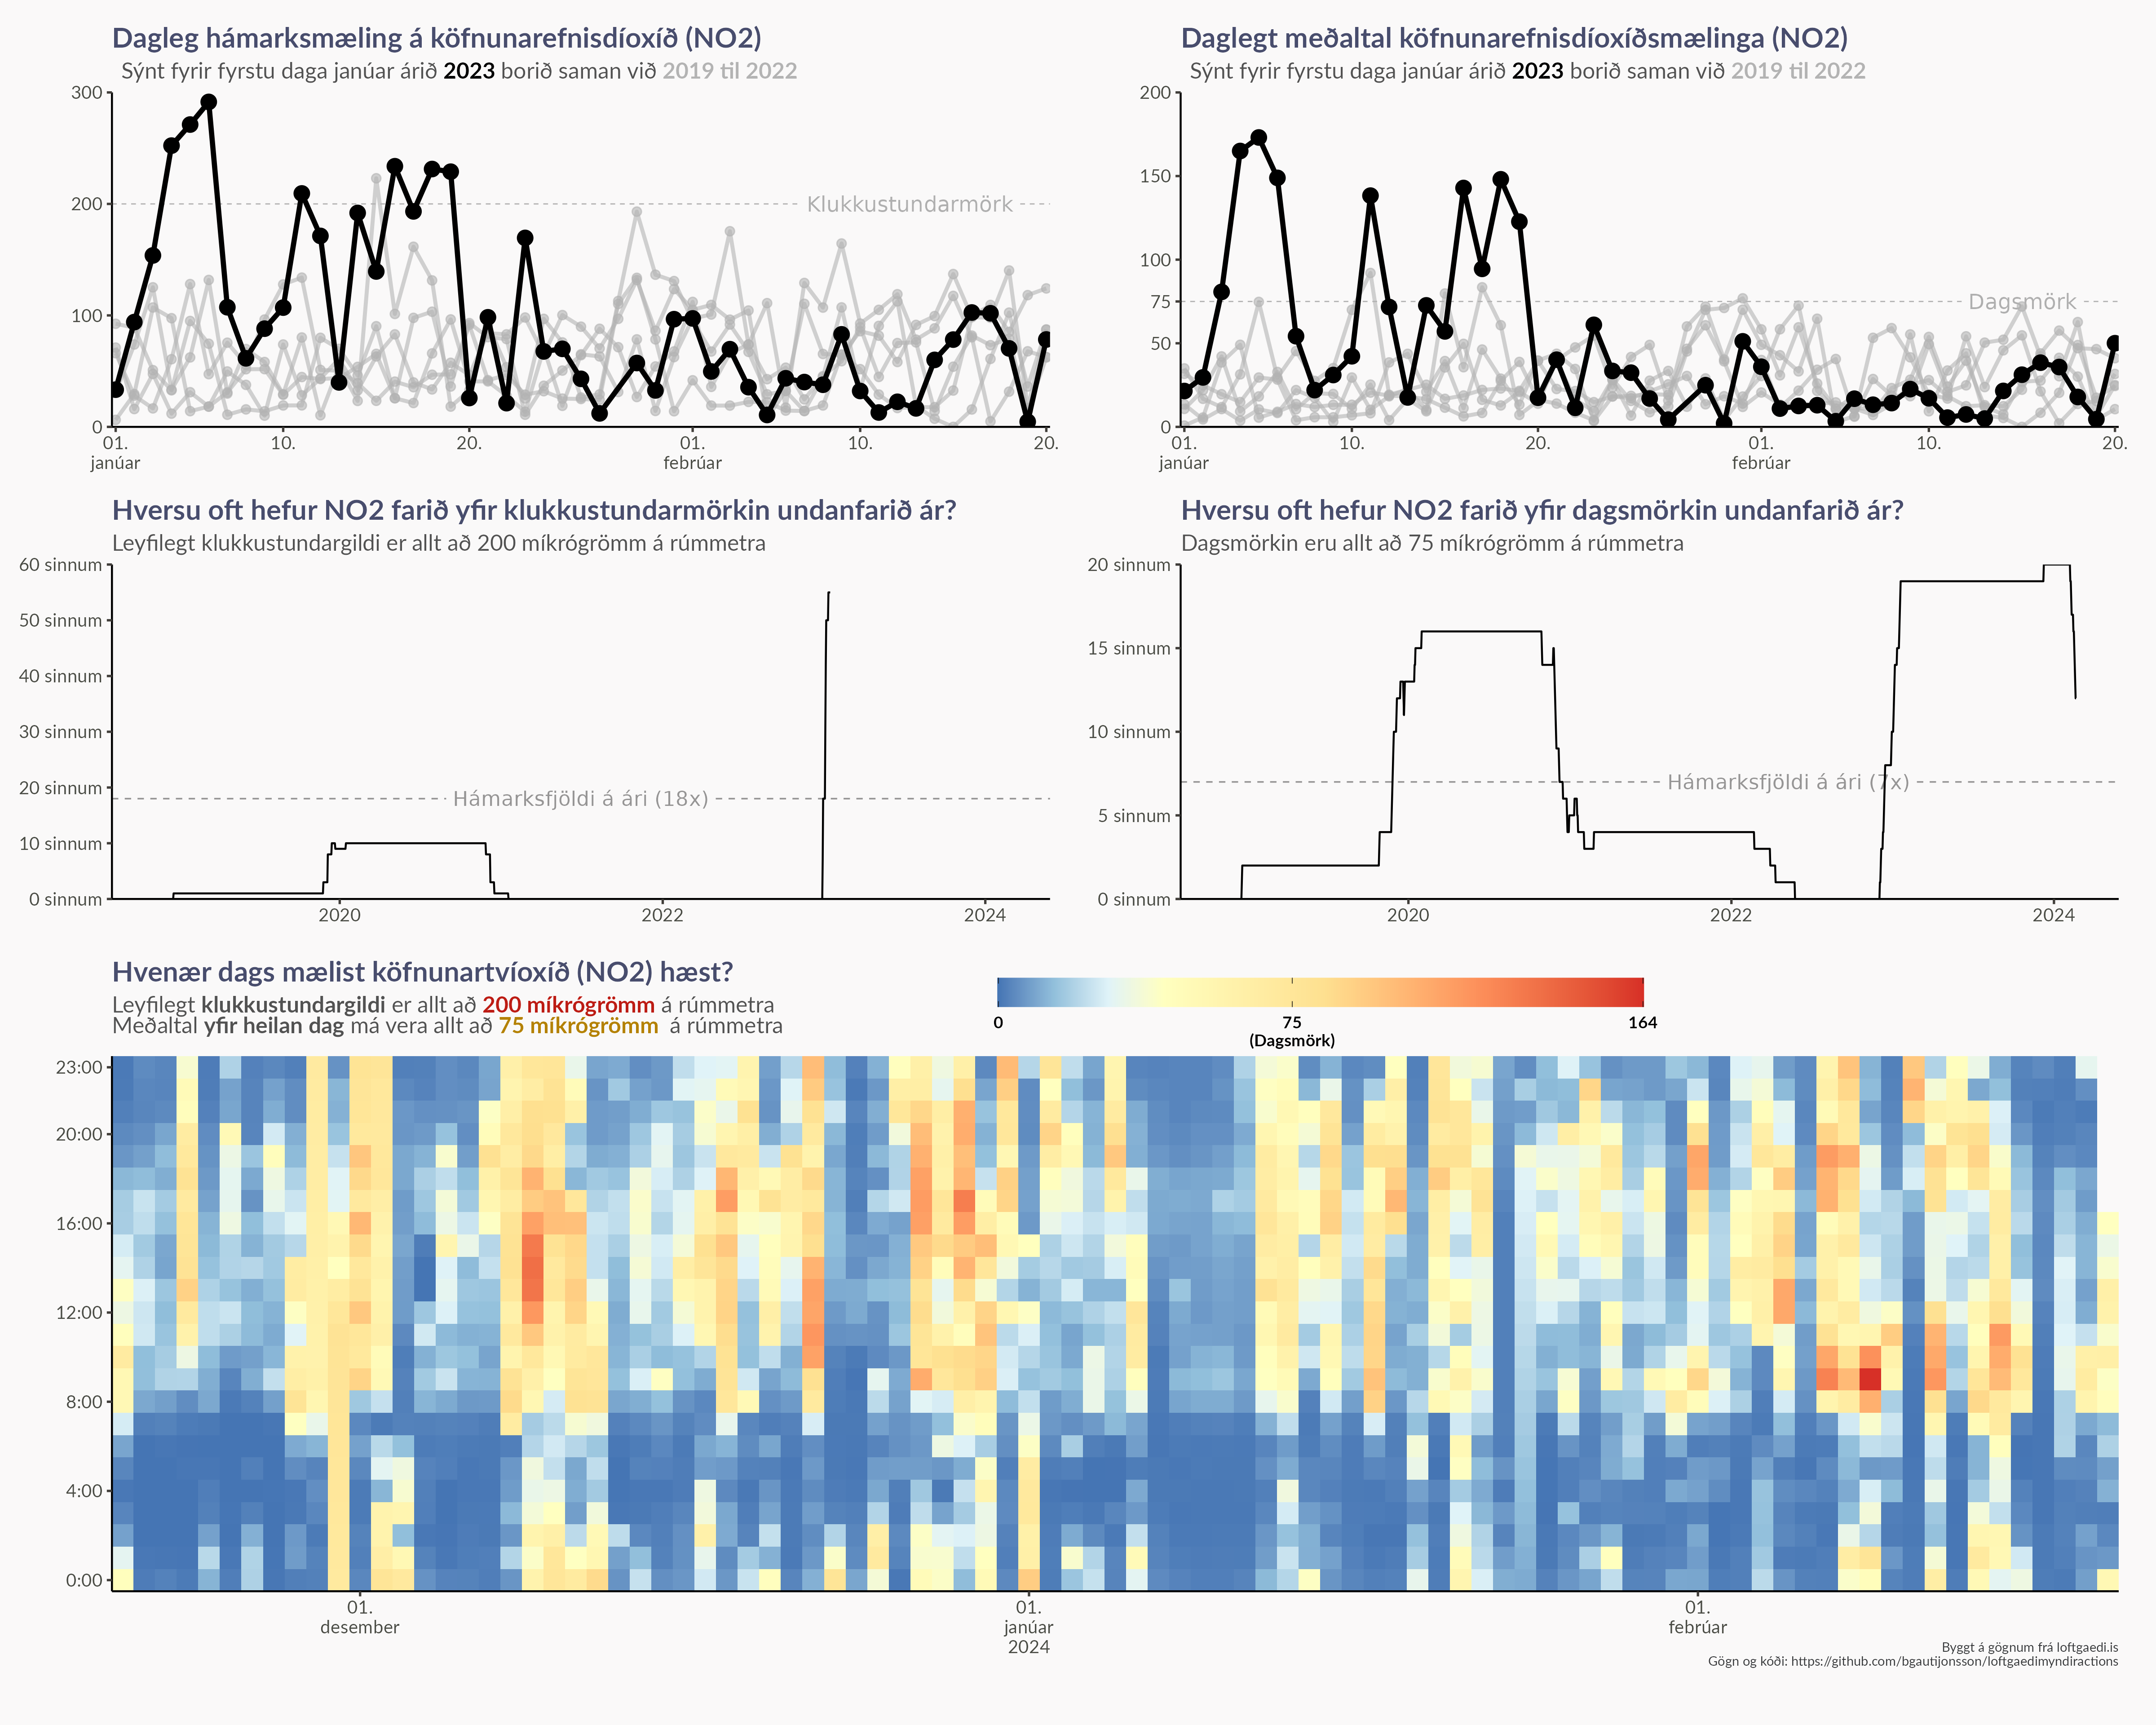 Dagleg hámarksmæling á köfnunarefnisdíoxíð (NO2)
Sýnt fyrir fyrstu daga janúar árið 2023 borið saman við 2019 til 2022
300
200
100
0
Klukkustundarmörk
01.
janúar
10.
20.
01.
febrúar
10.
20.
Daglegt meðaltal köfnunarefnisdíoxíðsmælinga (NO2)
Sýnt fyrir fyrstu daga janúar árið 2023 borið saman við 2019 til 2022
200
150
100
75
50
0
Dagsmörk
01.
janúar
10.
20.
01.
febrúar
10.
20.
Hversu oft hefur NO2 farið yfir klukkustundarmörkin undanfarið ár?
Leyfilegt klukkustundargildi er allt að 200 míkrógrömm á rúmmetra
60 sinnum
50 sinnum
40 sinnum
30 sinnum
20 sinnum
10 sinnum
0 sinnum
Hámarksfjöldi á ári (18x)
2020
2022
2024
Hversu oft hefur NO2 farið yfir dagsmörkin undanfarið ár?
Dagsmörkin eru allt að 75 míkrógrömm á rúmmetra
20 sinnum
15 sinnum
10 sinnum
5 sinnum
0 sinnum
Hámarksfjöldi á ári (7x)
2020
2022
2024
Hvenær dags mælist köfnunartvíoxíð (NO2) hæst?
Leyfilegt klukkustundargildi er allt að 200 míkrógrömm á rúmmetra
Meðaltal yfir heilan dag má vera allt að 75 míkrógrömm á rúmmetra
0
75
(Dagsmörk)
164
23:00
20:00
16:00
12:00
8:00
4:00
0:00
01.
desember
01.
janúar
2024
01.
febrúar
Byggt á gögnum frá loftgaedi.is
Gögn og kóði: https://github.com/bgautijonsson/loftgaedimyndiractions